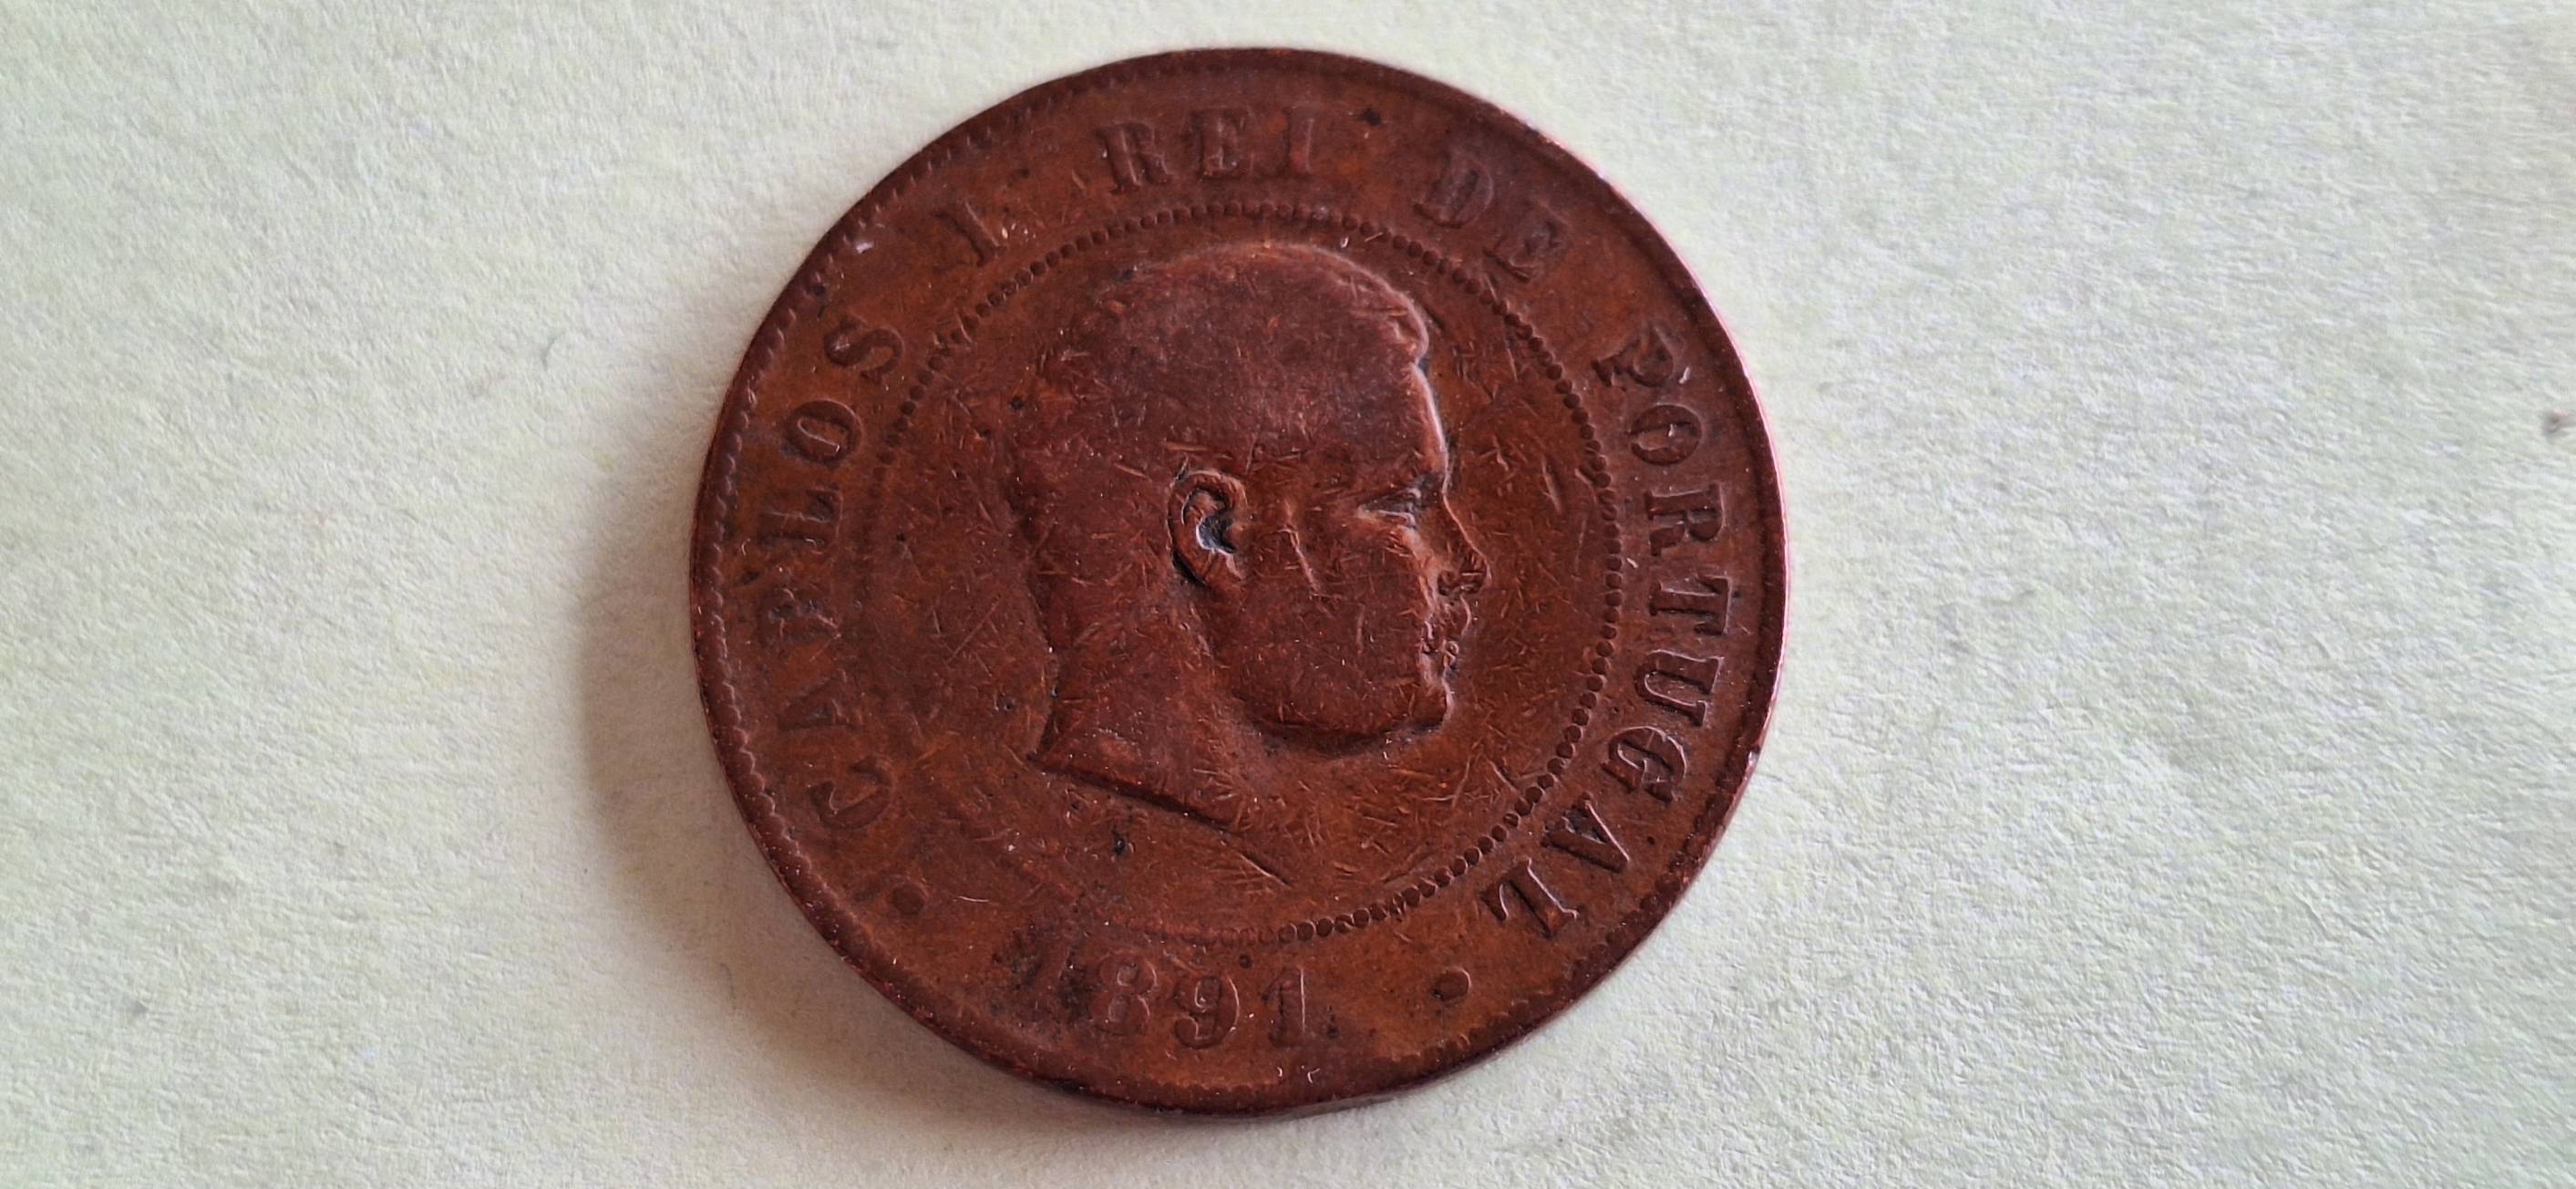 CARLOS I REI DE PORTUGAL
1891